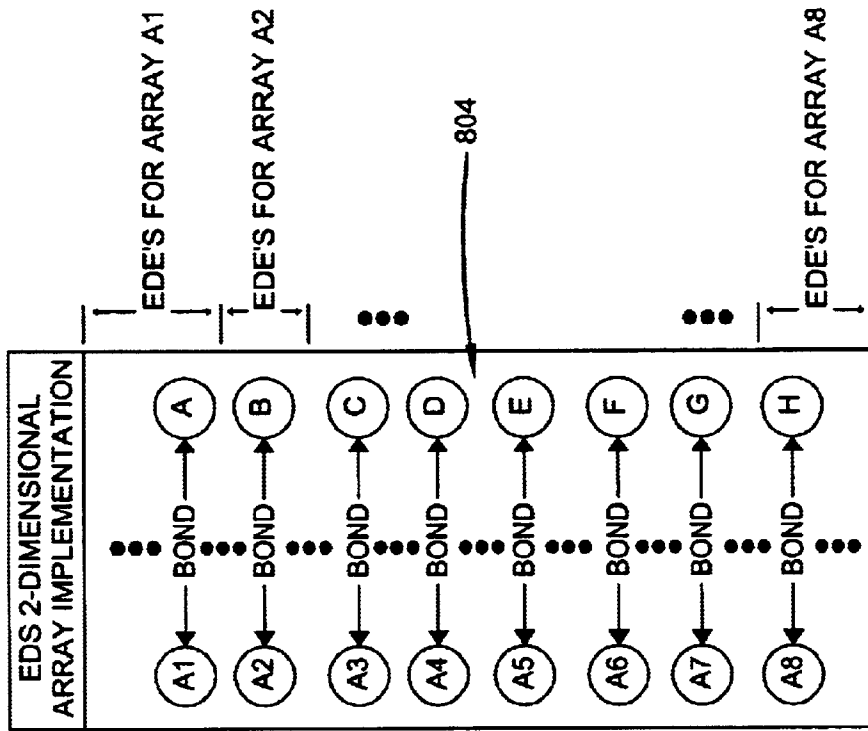 EDS 2-DIMENSIONAL
ARRAY IMPLEMENTATION
A1 BOND A
A2 BOND B
A3 BOND C
A4 BOND D
A5 BOND E
A6 BOND F
A7 BOND G
A8 BOND H
EDE'S FOR ARRAY A1
EDE'S FOR ARRAY A2
804
EDE'S FOR ARRAY A8